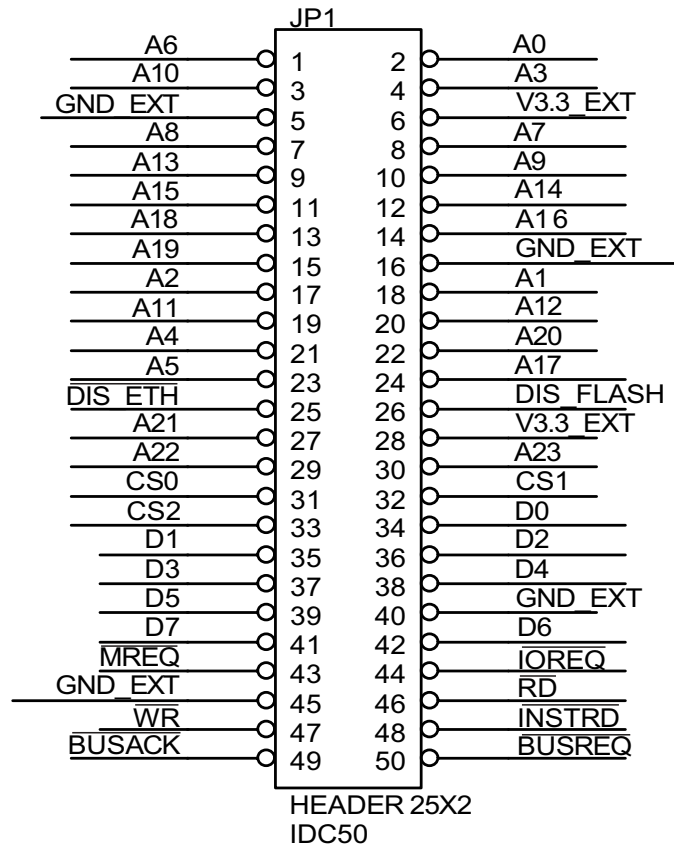 JP1
A6 1 2 A0
A10 3 4 A3
GND_EXT 5 6 V3.3_EXT
A8 7 8 A7
A13 9 10 A9
A15 11 12 A14
A18 13 14 A16
A19 15 16 GND_EXT
A2 17 18 A1
A11 19 20 A12
A4 21 22 A20
A5 23 24 A17
DIS_ETH 25 26 DIS_FLASH
A21 27 28 V3.3_EXT
A22 29 30 A23
CS0 31 32 CS1
CS2 33 34 D0
D1 35 36 D2
D3 37 38 D4
D5 39 40 GND_EXT
D7 41 42 D6
MREQ 43 44 IOREQ
GND_EXT 45 46 RD
WR 47 48 INSTRD
BUSACK 49 50 BUSREQ
HEADER 25X2
IDC50